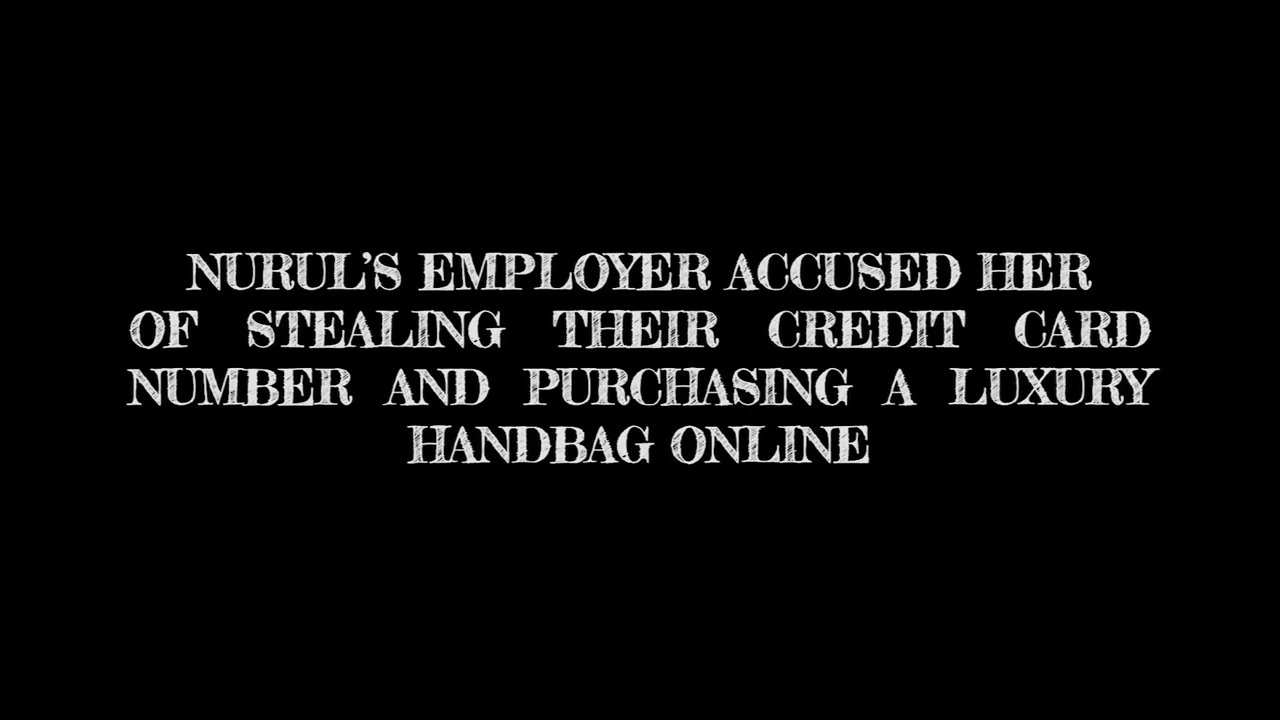 NURUL'S EMPLOYER ACCUSED HER
OF STEALING THEIR CREDIT CARD
NUMBER AND PURCHASING A LUXURY
HANDBAG ONLINE